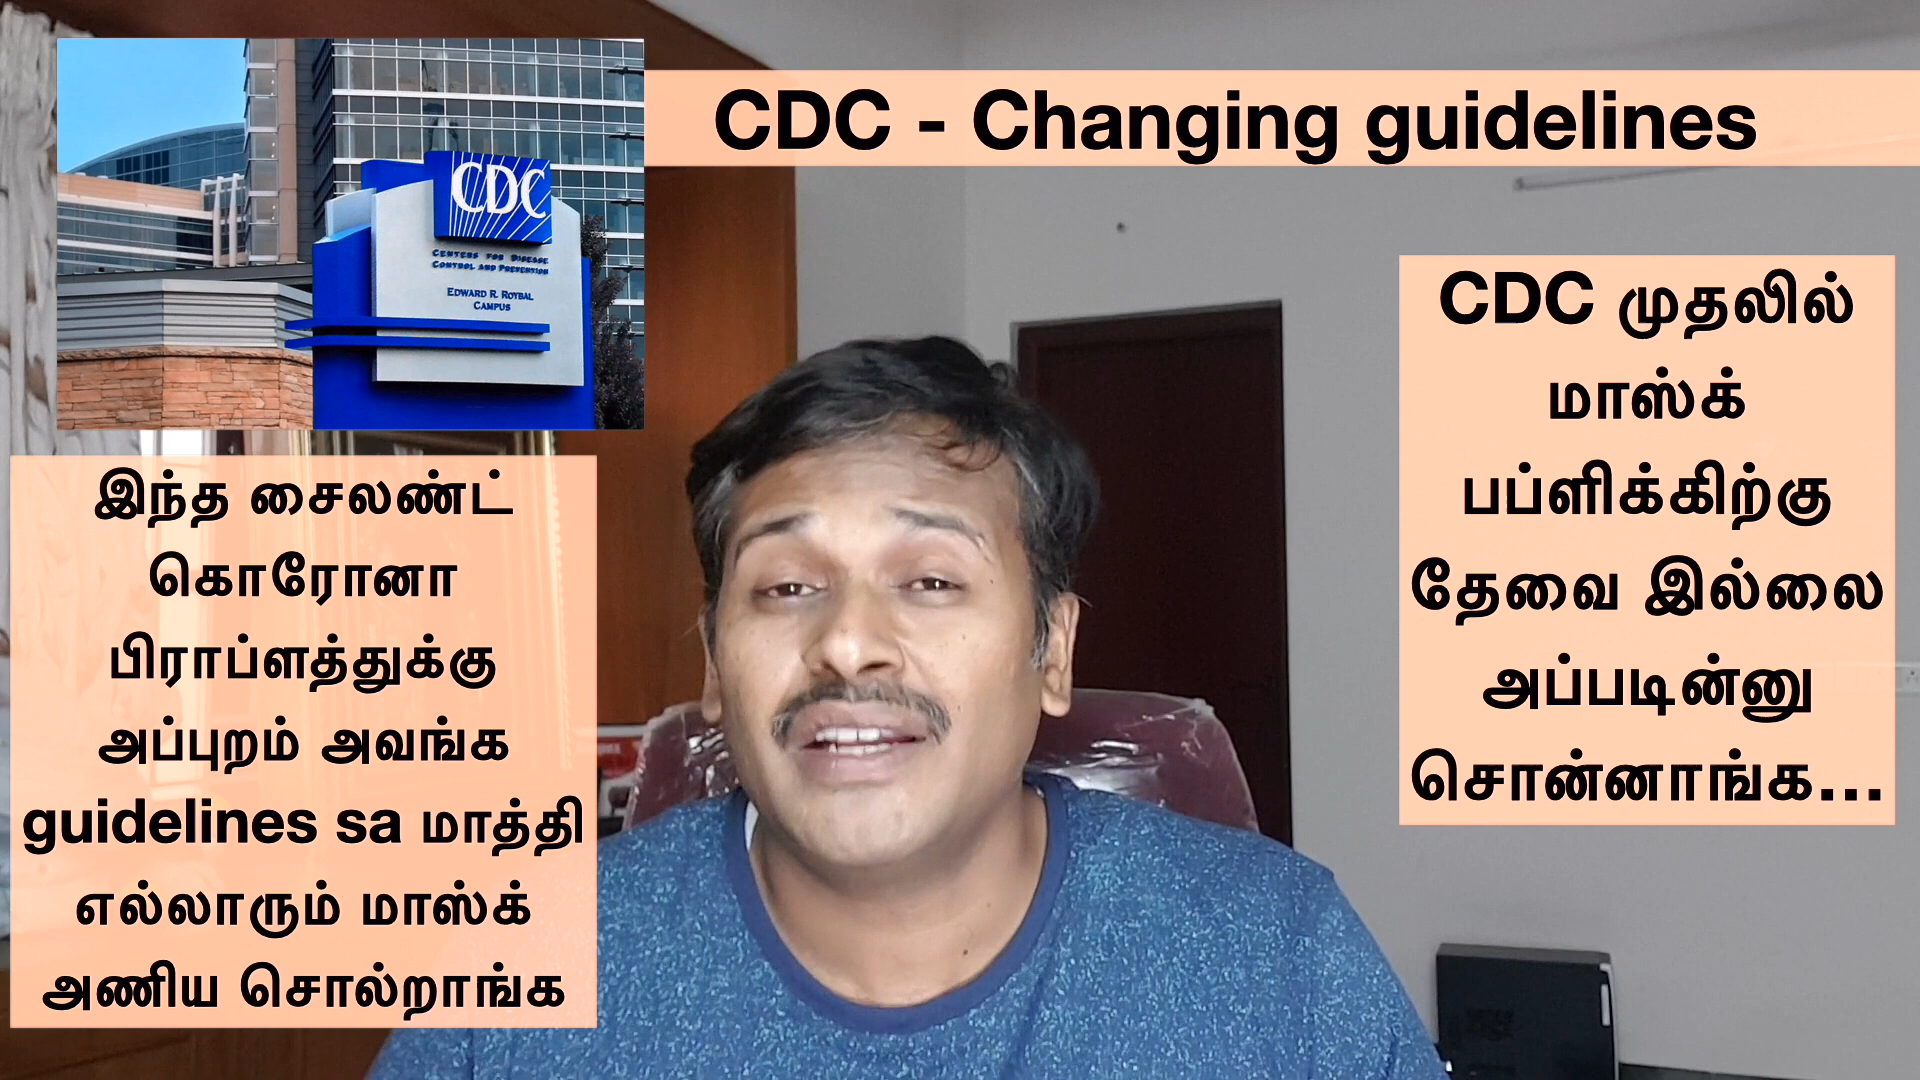 CDC - Changing guidelines
CDC
CENTERS FOR DISEASE
CONTROL AND PREVENTION
EDWARD R. ROYBAL
CAMPUS
CDC முதலில்
மாஸ்க்
பப்ளிக்கிற்கு
தேவை இல்லை
அப்படின்னு
சொன்னாங்க...
இந்த சைலண்ட்
கொரோனா
பிராப்ளத்துக்கு
அப்புறம் அவங்க
guidelines sa மாத்தி
எல்லாரும் மாஸ்க்
அணிய சொல்றாங்க